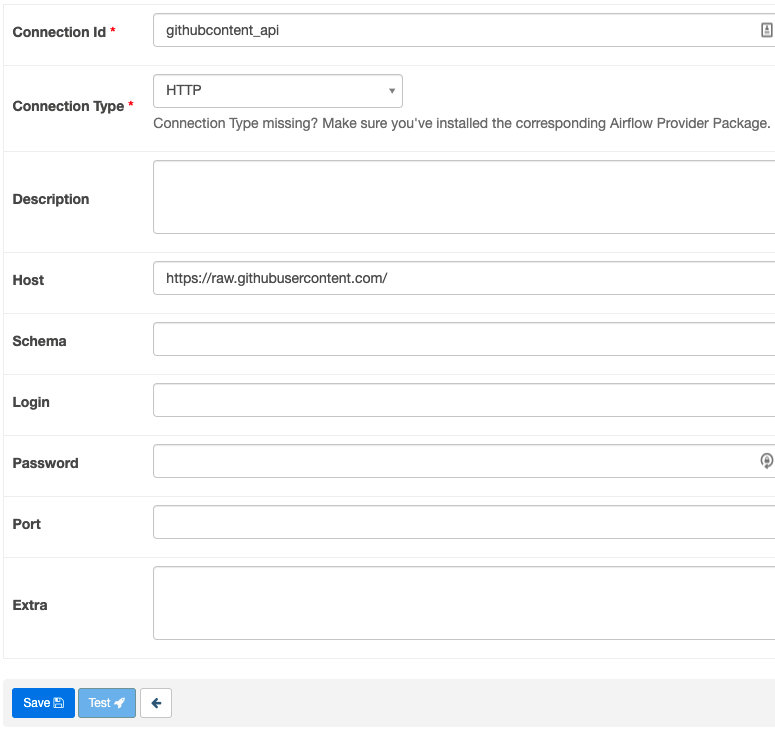 Connection Id *
githubcontent_api
Connection Type *
HTTP
Connection Type missing? Make sure you've installed the corresponding Airflow Provider Package.
Description
Host
https://raw.githubusercontent.com/
Schema
Login
Password
Port
Extra
Save
Test